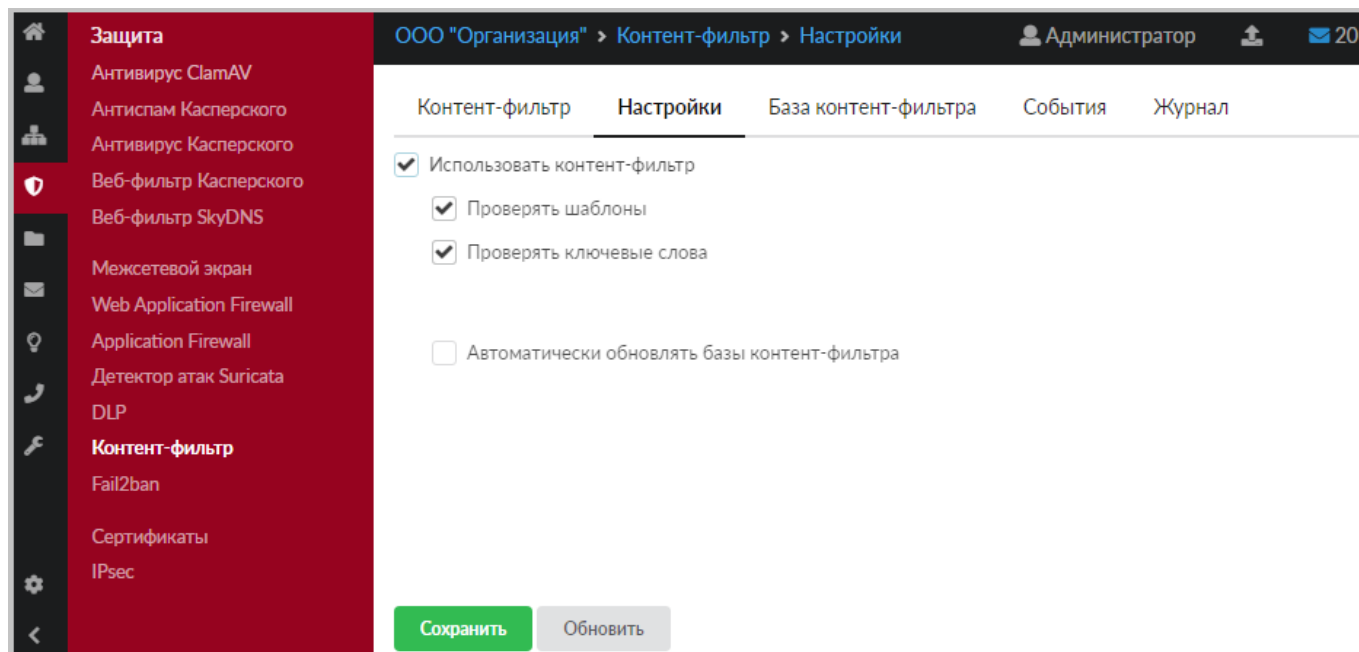 Защита
Антивирус ClamAV
Антиспам Касперского
Антивирус Касперского
Веб-фильтр Касперского
Веб-фильтр SkyDNS
Межсетевой экран
Web Application Firewall
Application Firewall
Детектор атак Suricata
DLP
Контент-фильтр
Fail2ban
Сертификаты
IPsec
ООО "Организация" > Контент-фильтр > Настройки Администратор 20
Контент-фильтр Настройки База контент-фильтра События Журнал
Использовать контент-фильтр
Проверять шаблоны
Проверять ключевые слова
Автоматически обновлять базы контент-фильтра
Сохранить Обновить